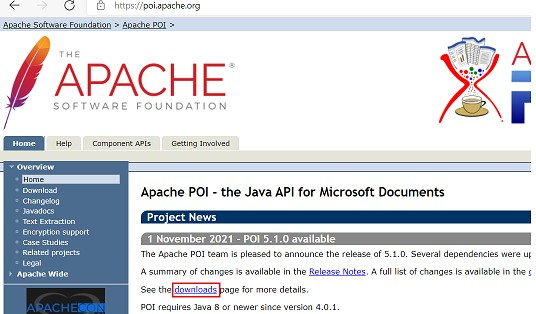 https://poi.apache.org
Apache Software Foundation > Apache POI >
THE
APACHE®
SOFTWARE FOUNDATION
Home Help Component APIs Getting Involved
Overview
Home
Download
Changelog
Javadocs
Text Extraction
Encryption support
Case Studies
Related projects
Legal
Apache Wide
APACHECON
Apache POI - the Java API for Microsoft Documents
Project News
1 November 2021 - POI 5.1.0 available
The Apache POI team is pleased to announce the release of 5.1.0. Several dependencies were up
A summary of changes is available in the Release Notes. A full list of changes is available in the
See the downloads page for more details.
POI requires Java 8 or newer since version 4.0.1.